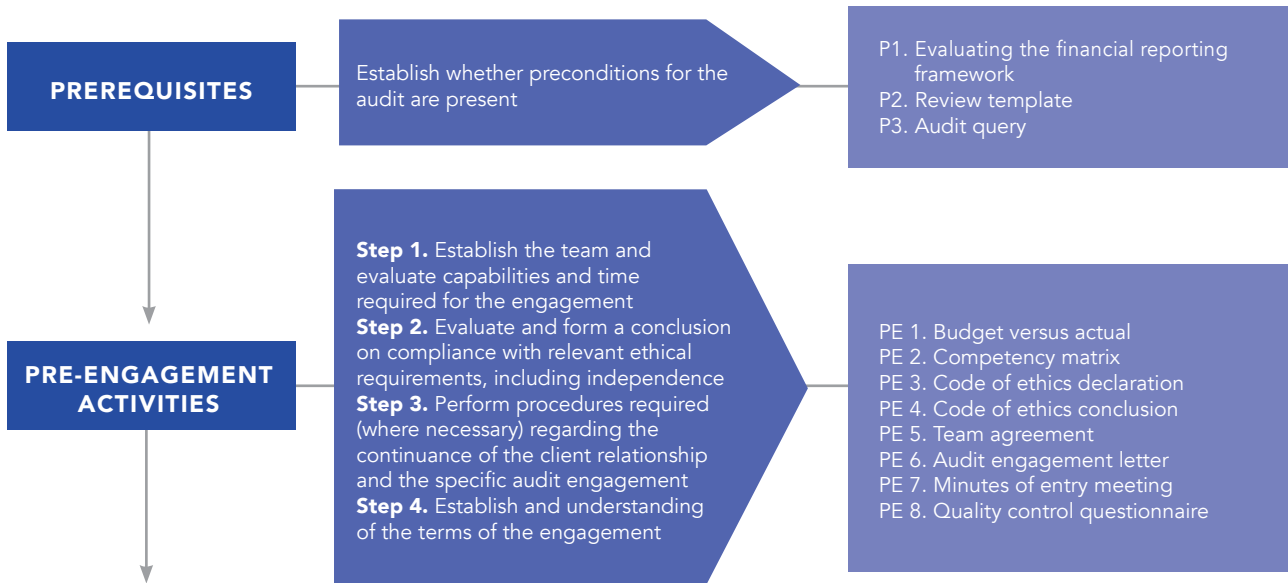 PREREQUISITES
Establish whether preconditions for the
audit are present
P1. Evaluating the financial reporting
framework
P2. Review template
P3. Audit query
PRE-ENGAGEMENT
ACTIVITIES
Step 1. Establish the team and
evaluate capabilities and time
required for the engagement
Step 2. Evaluate and form a conclusion
on compliance with relevant ethical
requirements, including independence
Step 3. Perform procedures required
(where necessary) regarding the
continuance of the client relationship
and the specific audit engagement
Step 4. Establish and understanding
of the terms of the engagement
PE 1. Budget versus actual
PE 2. Competency matrix
PE 3. Code of ethics declaration
PE 4. Code of ethics conclusion
PE 5. Team agreement
PE 6. Audit engagement letter
PE 7. Minutes of entry meeting
PE 8. Quality control questionnaire